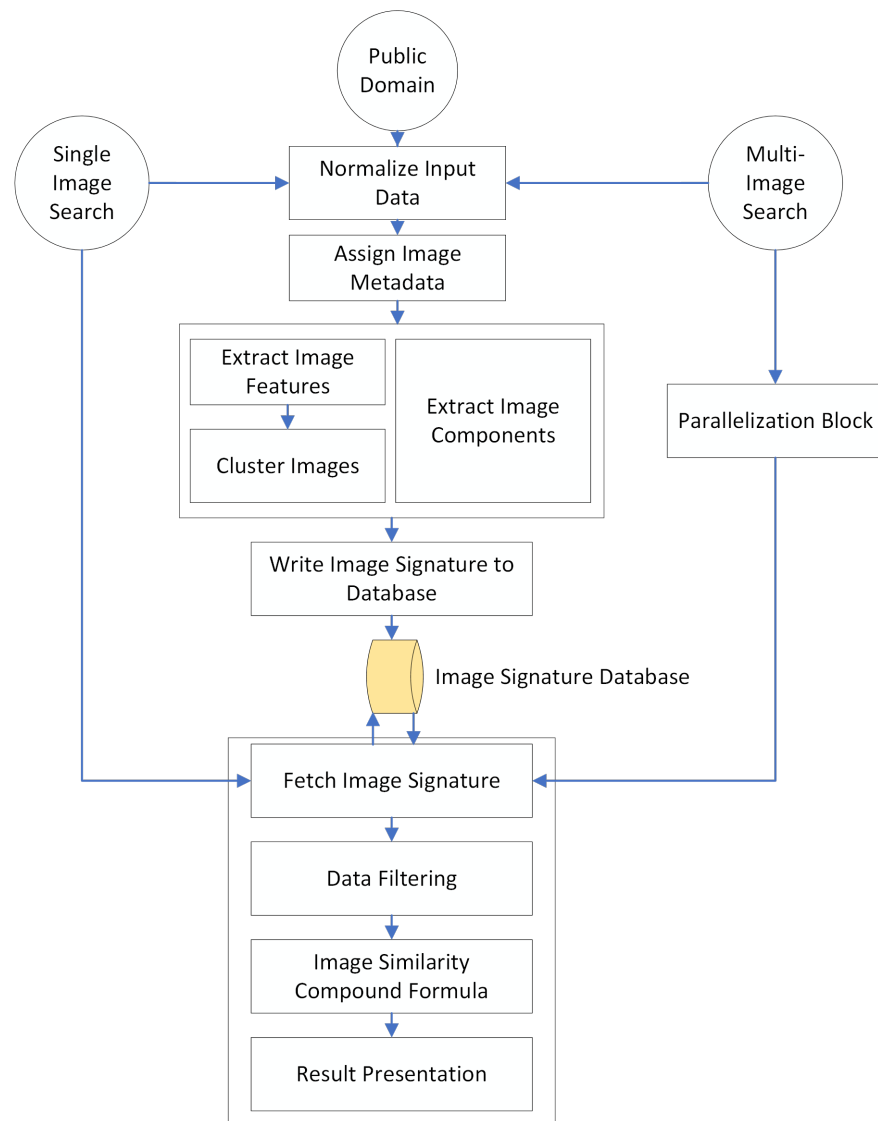 Public
Domain
Single
Image
Search
Normalize Input
Data
Multi-
Image
Search
Assign Image
Metadata
Extract Image
Features
Cluster Images
Extract Image
Components
Parallelization Block
Write Image Signature to
Database
Image Signature Database
Fetch Image Signature
Data Filtering
Image Similarity
Compound Formula
Result Presentation